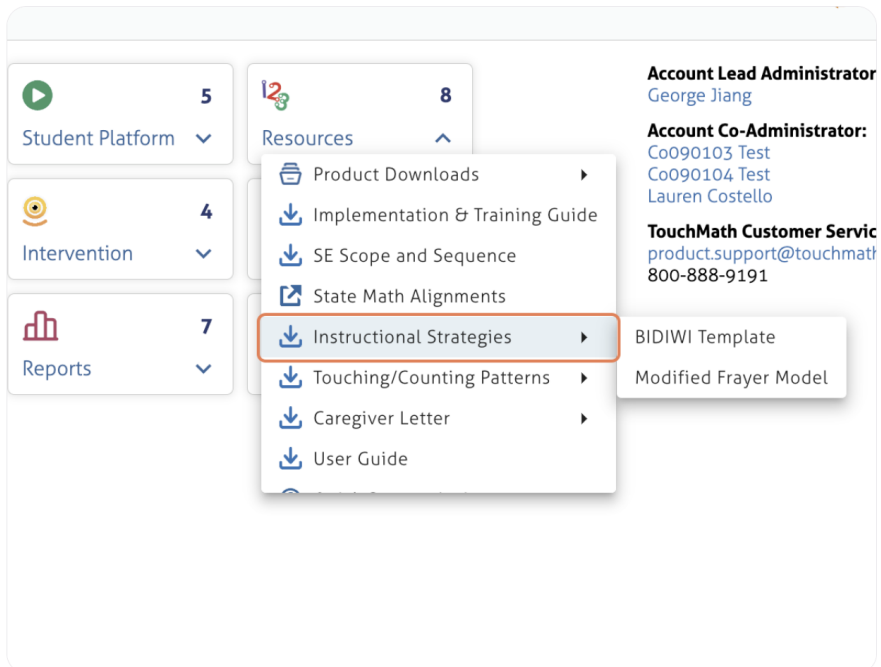 5
Student Platform
8
Resources
4
Intervention
7
Reports
Product Downloads
Implementation & Training Guide
SE Scope and Sequence
State Math Alignments
Instructional Strategies
Touching/Counting Patterns
Caregiver Letter
User Guide
BIDIWI Template
Modified Frayer Model
Account Lead Administrator
George Jiang
Account Co-Administrator:
Co090103 Test
Co090104 Test
Lauren Costello
TouchMath Customer Servic
product.support@touchmath
800-888-9191